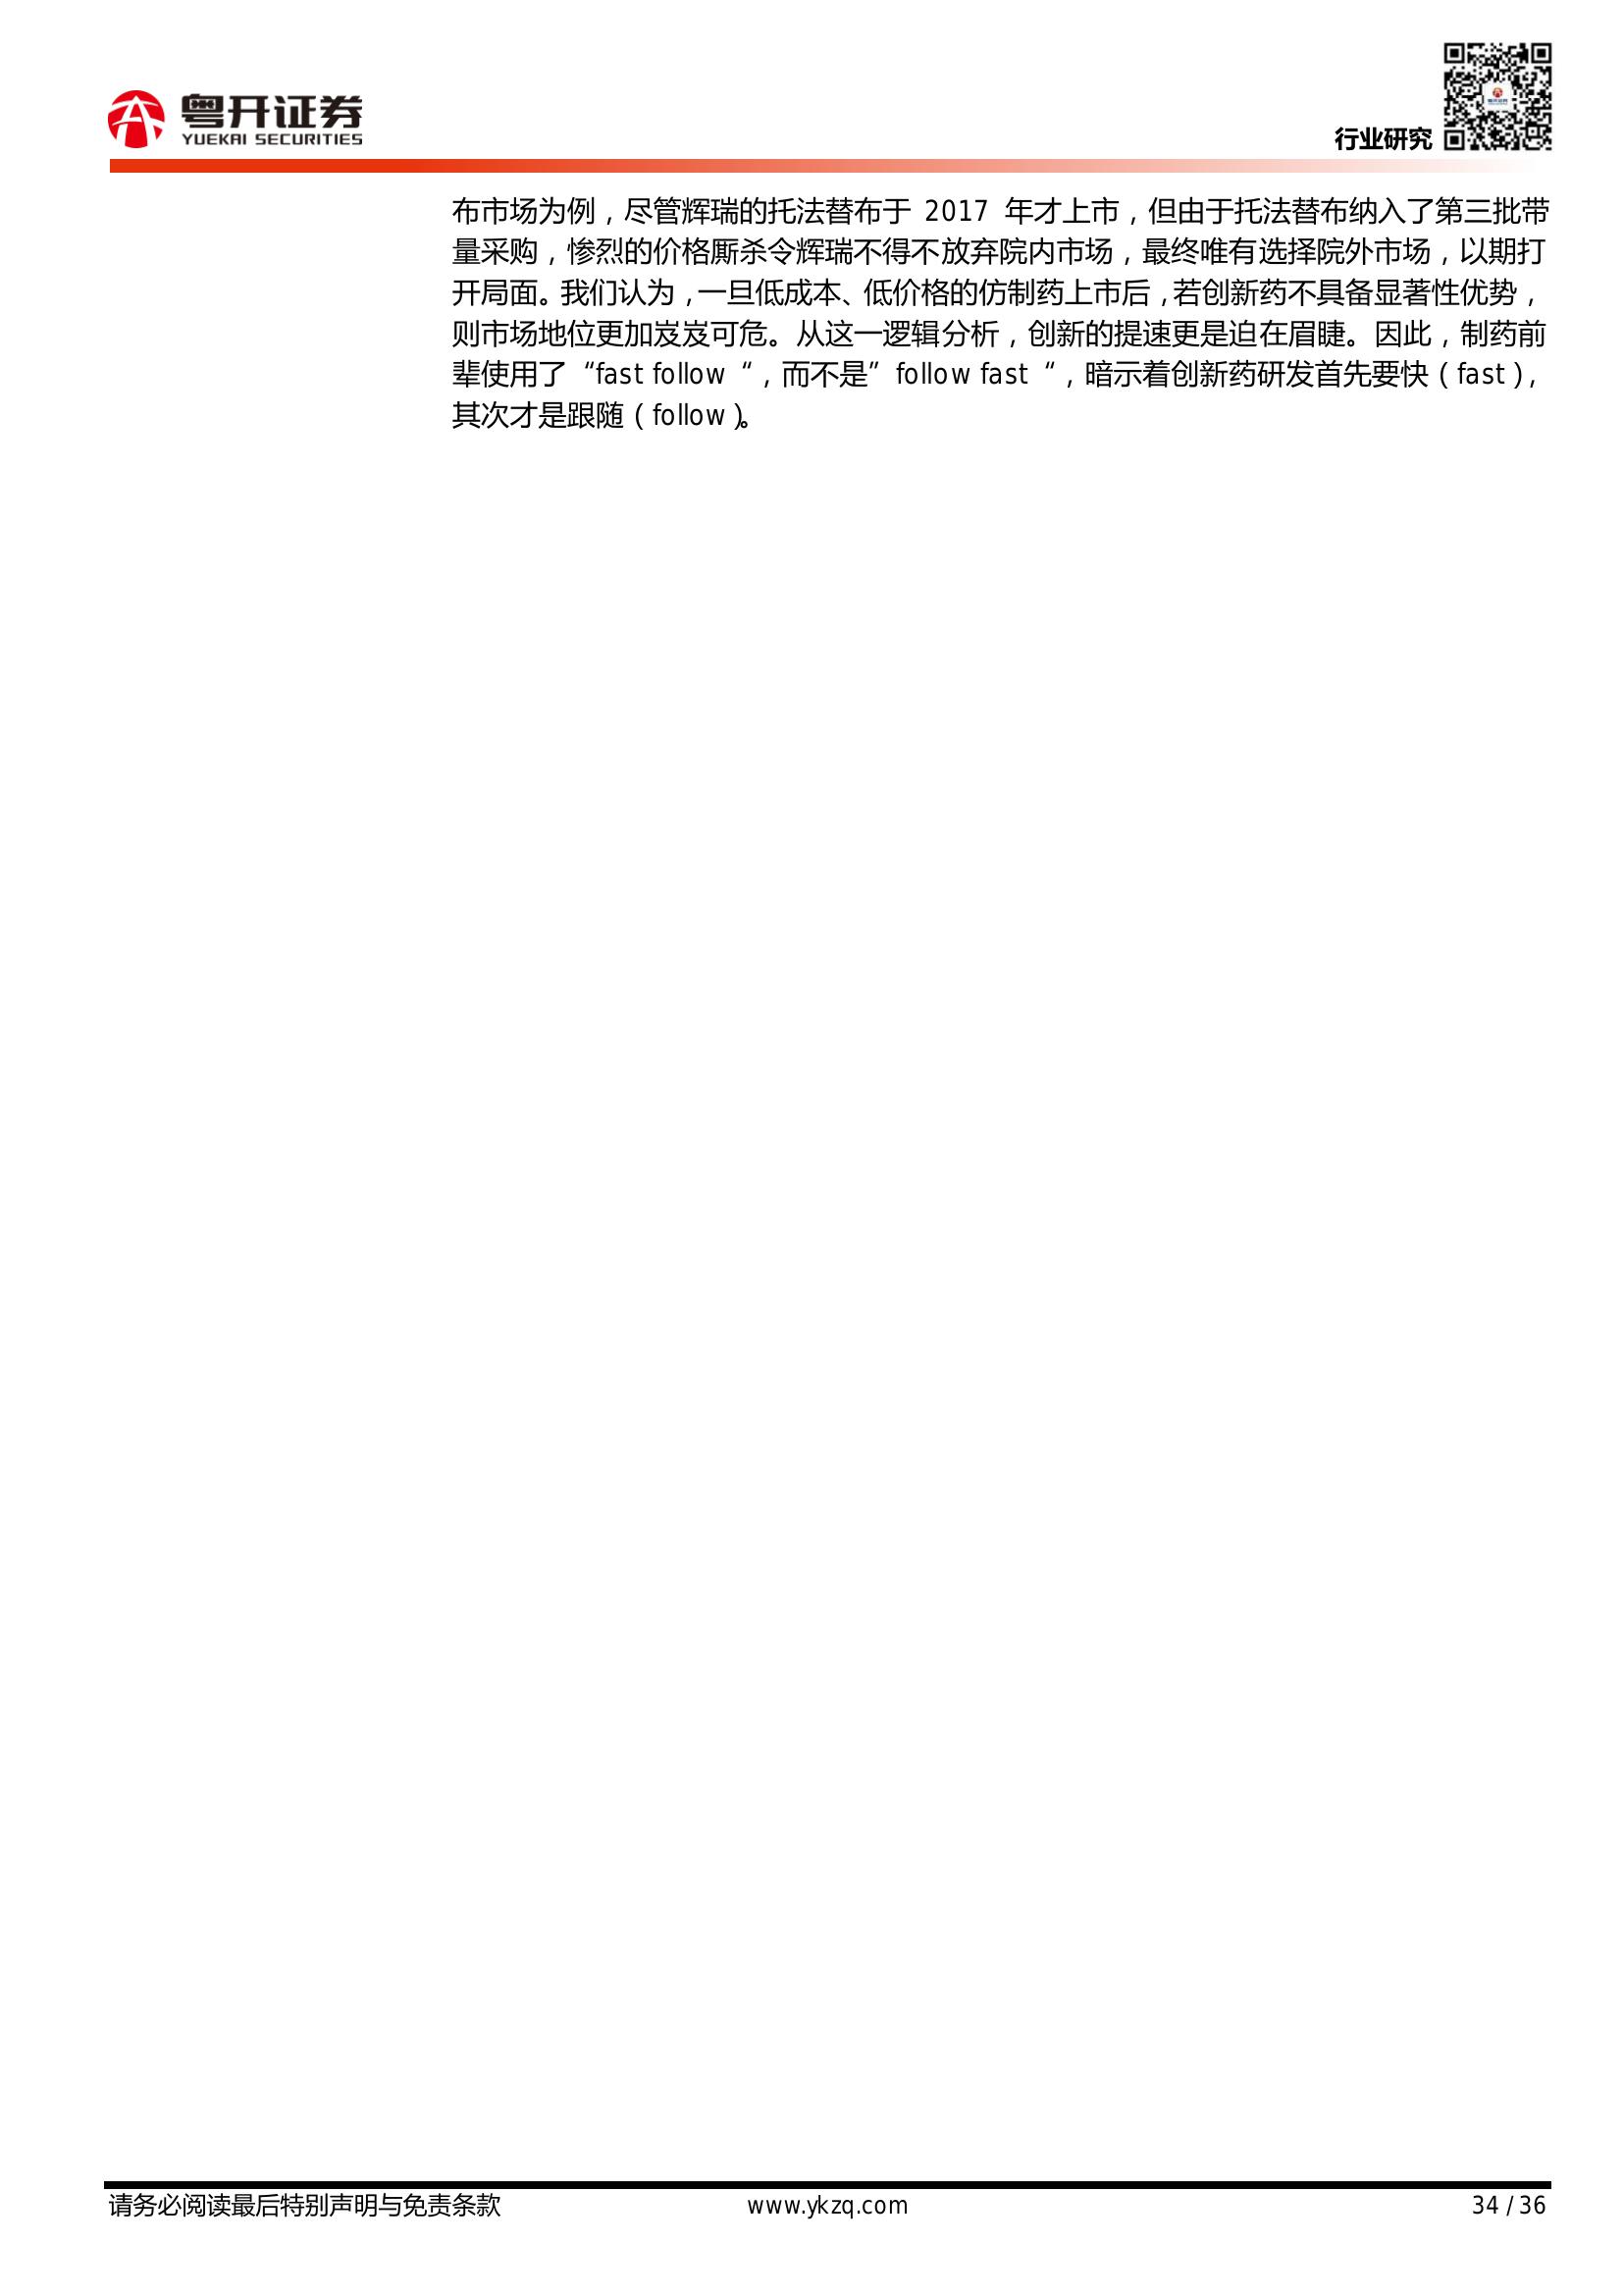 粤开证券
YUEKAI SECURITIES
行业研究
布市场为例，尽管辉瑞的托法替布于 2017 年才上市，但由于托法替布纳入了第三批带
量采购，惨烈的价格厮杀令辉瑞不得不放弃院内市场，最终唯有选择院外市场，以期打
开局面。我们认为，一旦低成本、低价格的仿制药上市后，若创新药不具备显著性优势，
则市场地位更加岌岌可危。从这一逻辑分析，创新的提速更是迫在眉睫。因此，制药前
辈使用了“fast follow“，而不是”follow fast“，暗示着创新药研发首先要快（fast），
其次才是跟随（follow）。
请务必阅读最后特别声明与免责条款
www.ykzq.com
34 / 36